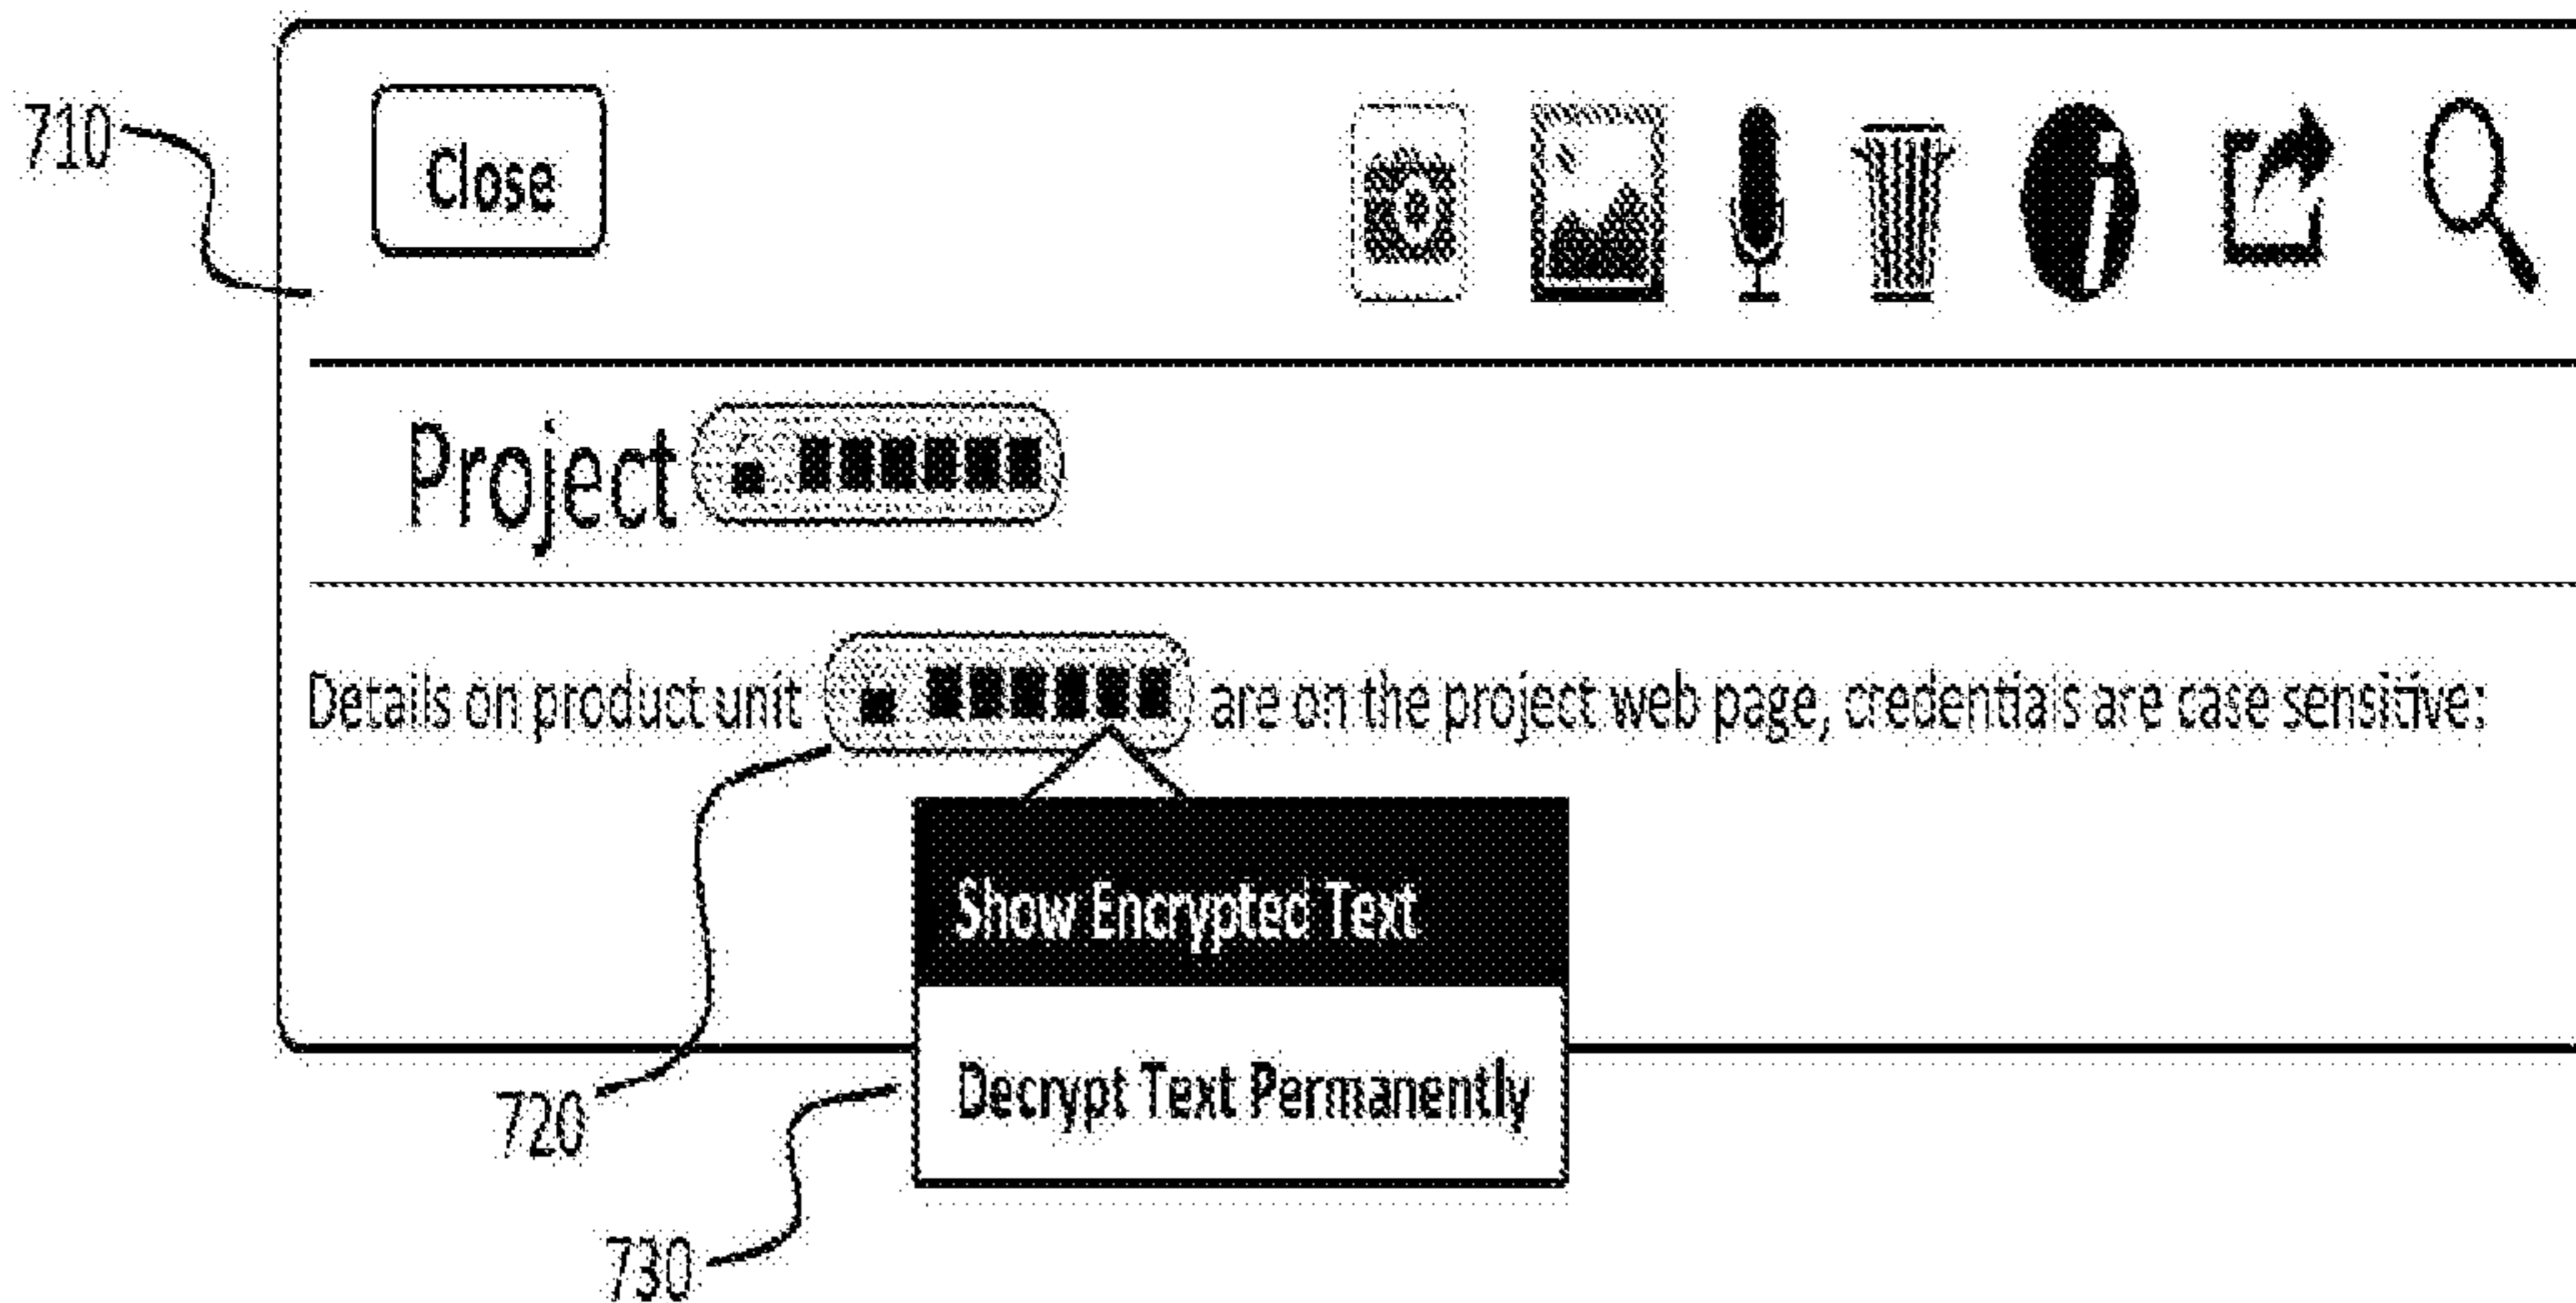 710
Close
Project
Details on product unit are on the project web page, credentials are case sensitive:
Show Encrypted Text
Decrypt Text Permanently
720
730